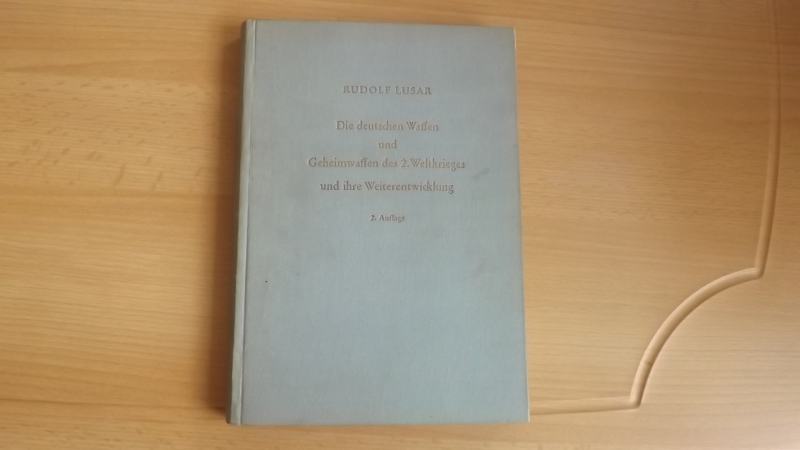 RUDOLF LUSAR
Die deutschen Waffen
und
Geheimwaffen des 2. Weltkrieges
und ihre Weiterentwicklung
2. Auflage